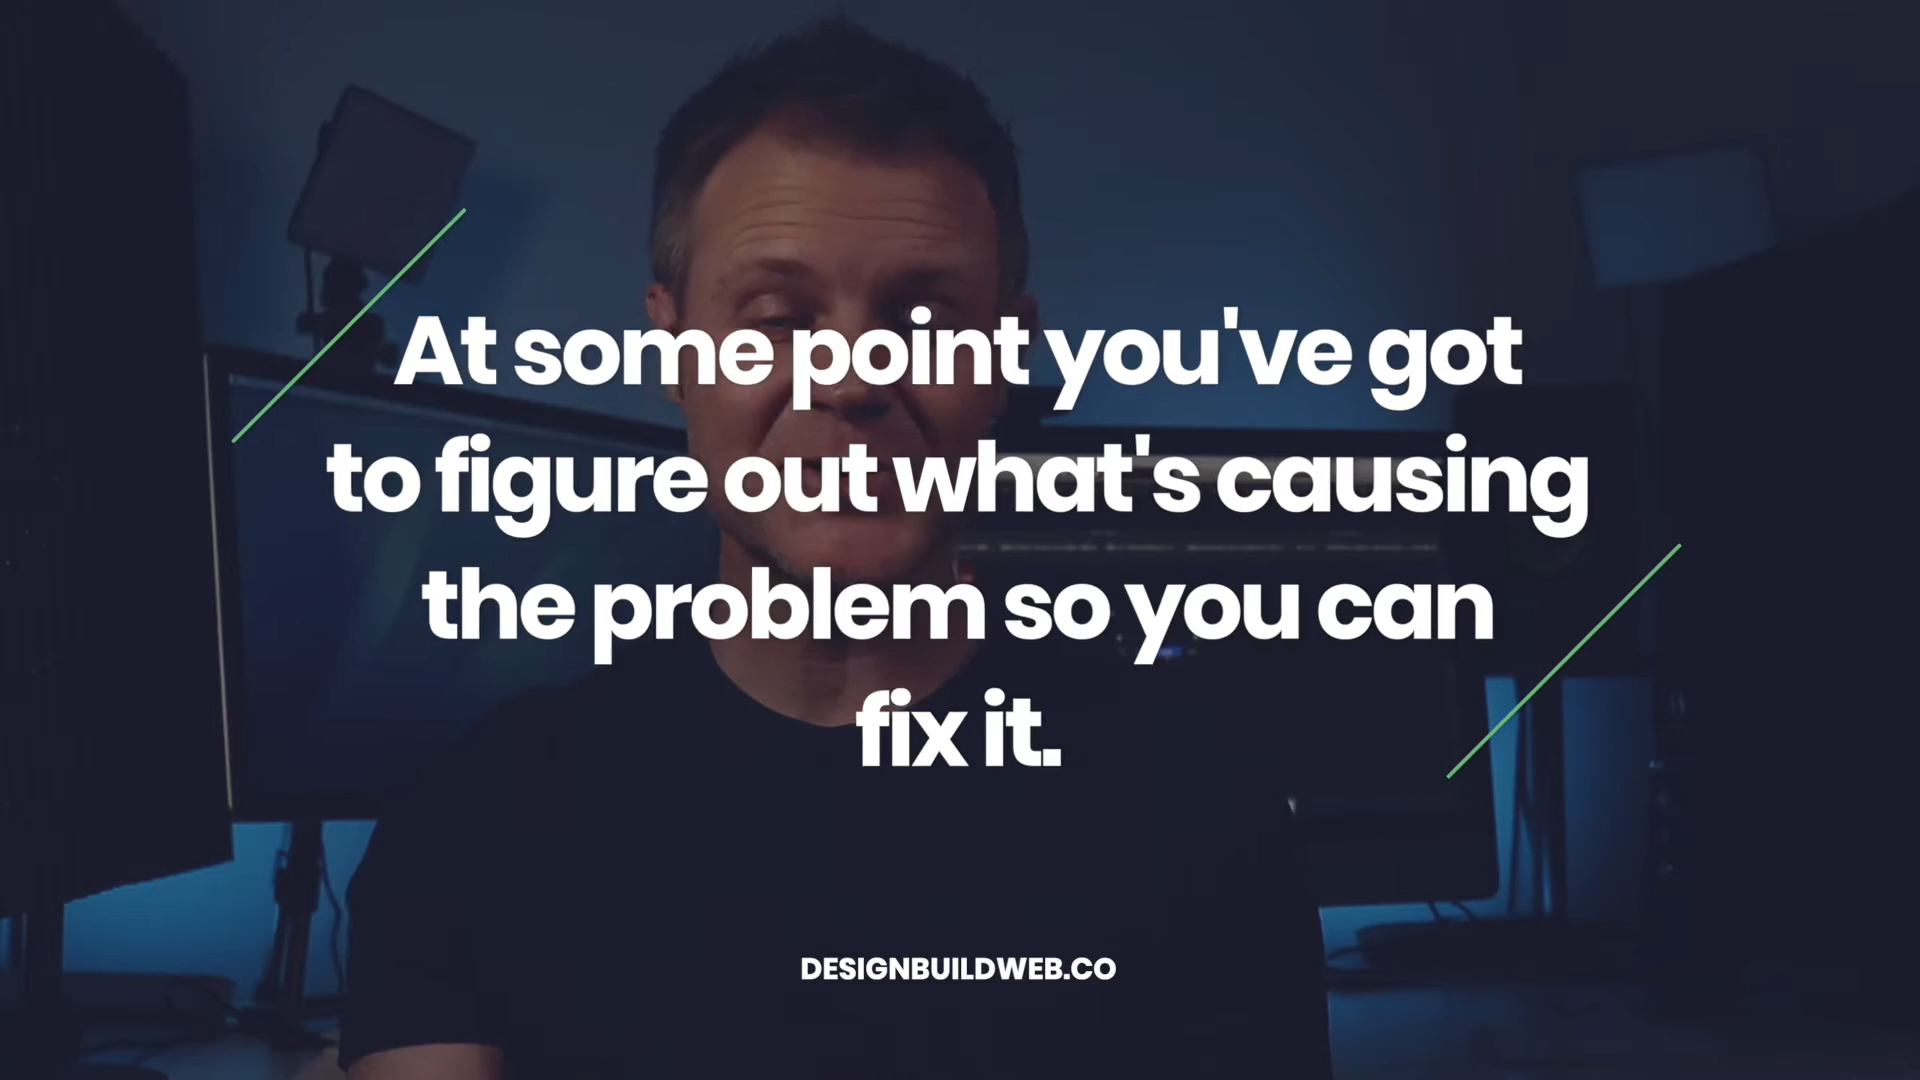 At some point you've got
to figure out what's causing
the problem so you can
fix it.
DESIGNBUILDWEB.CO